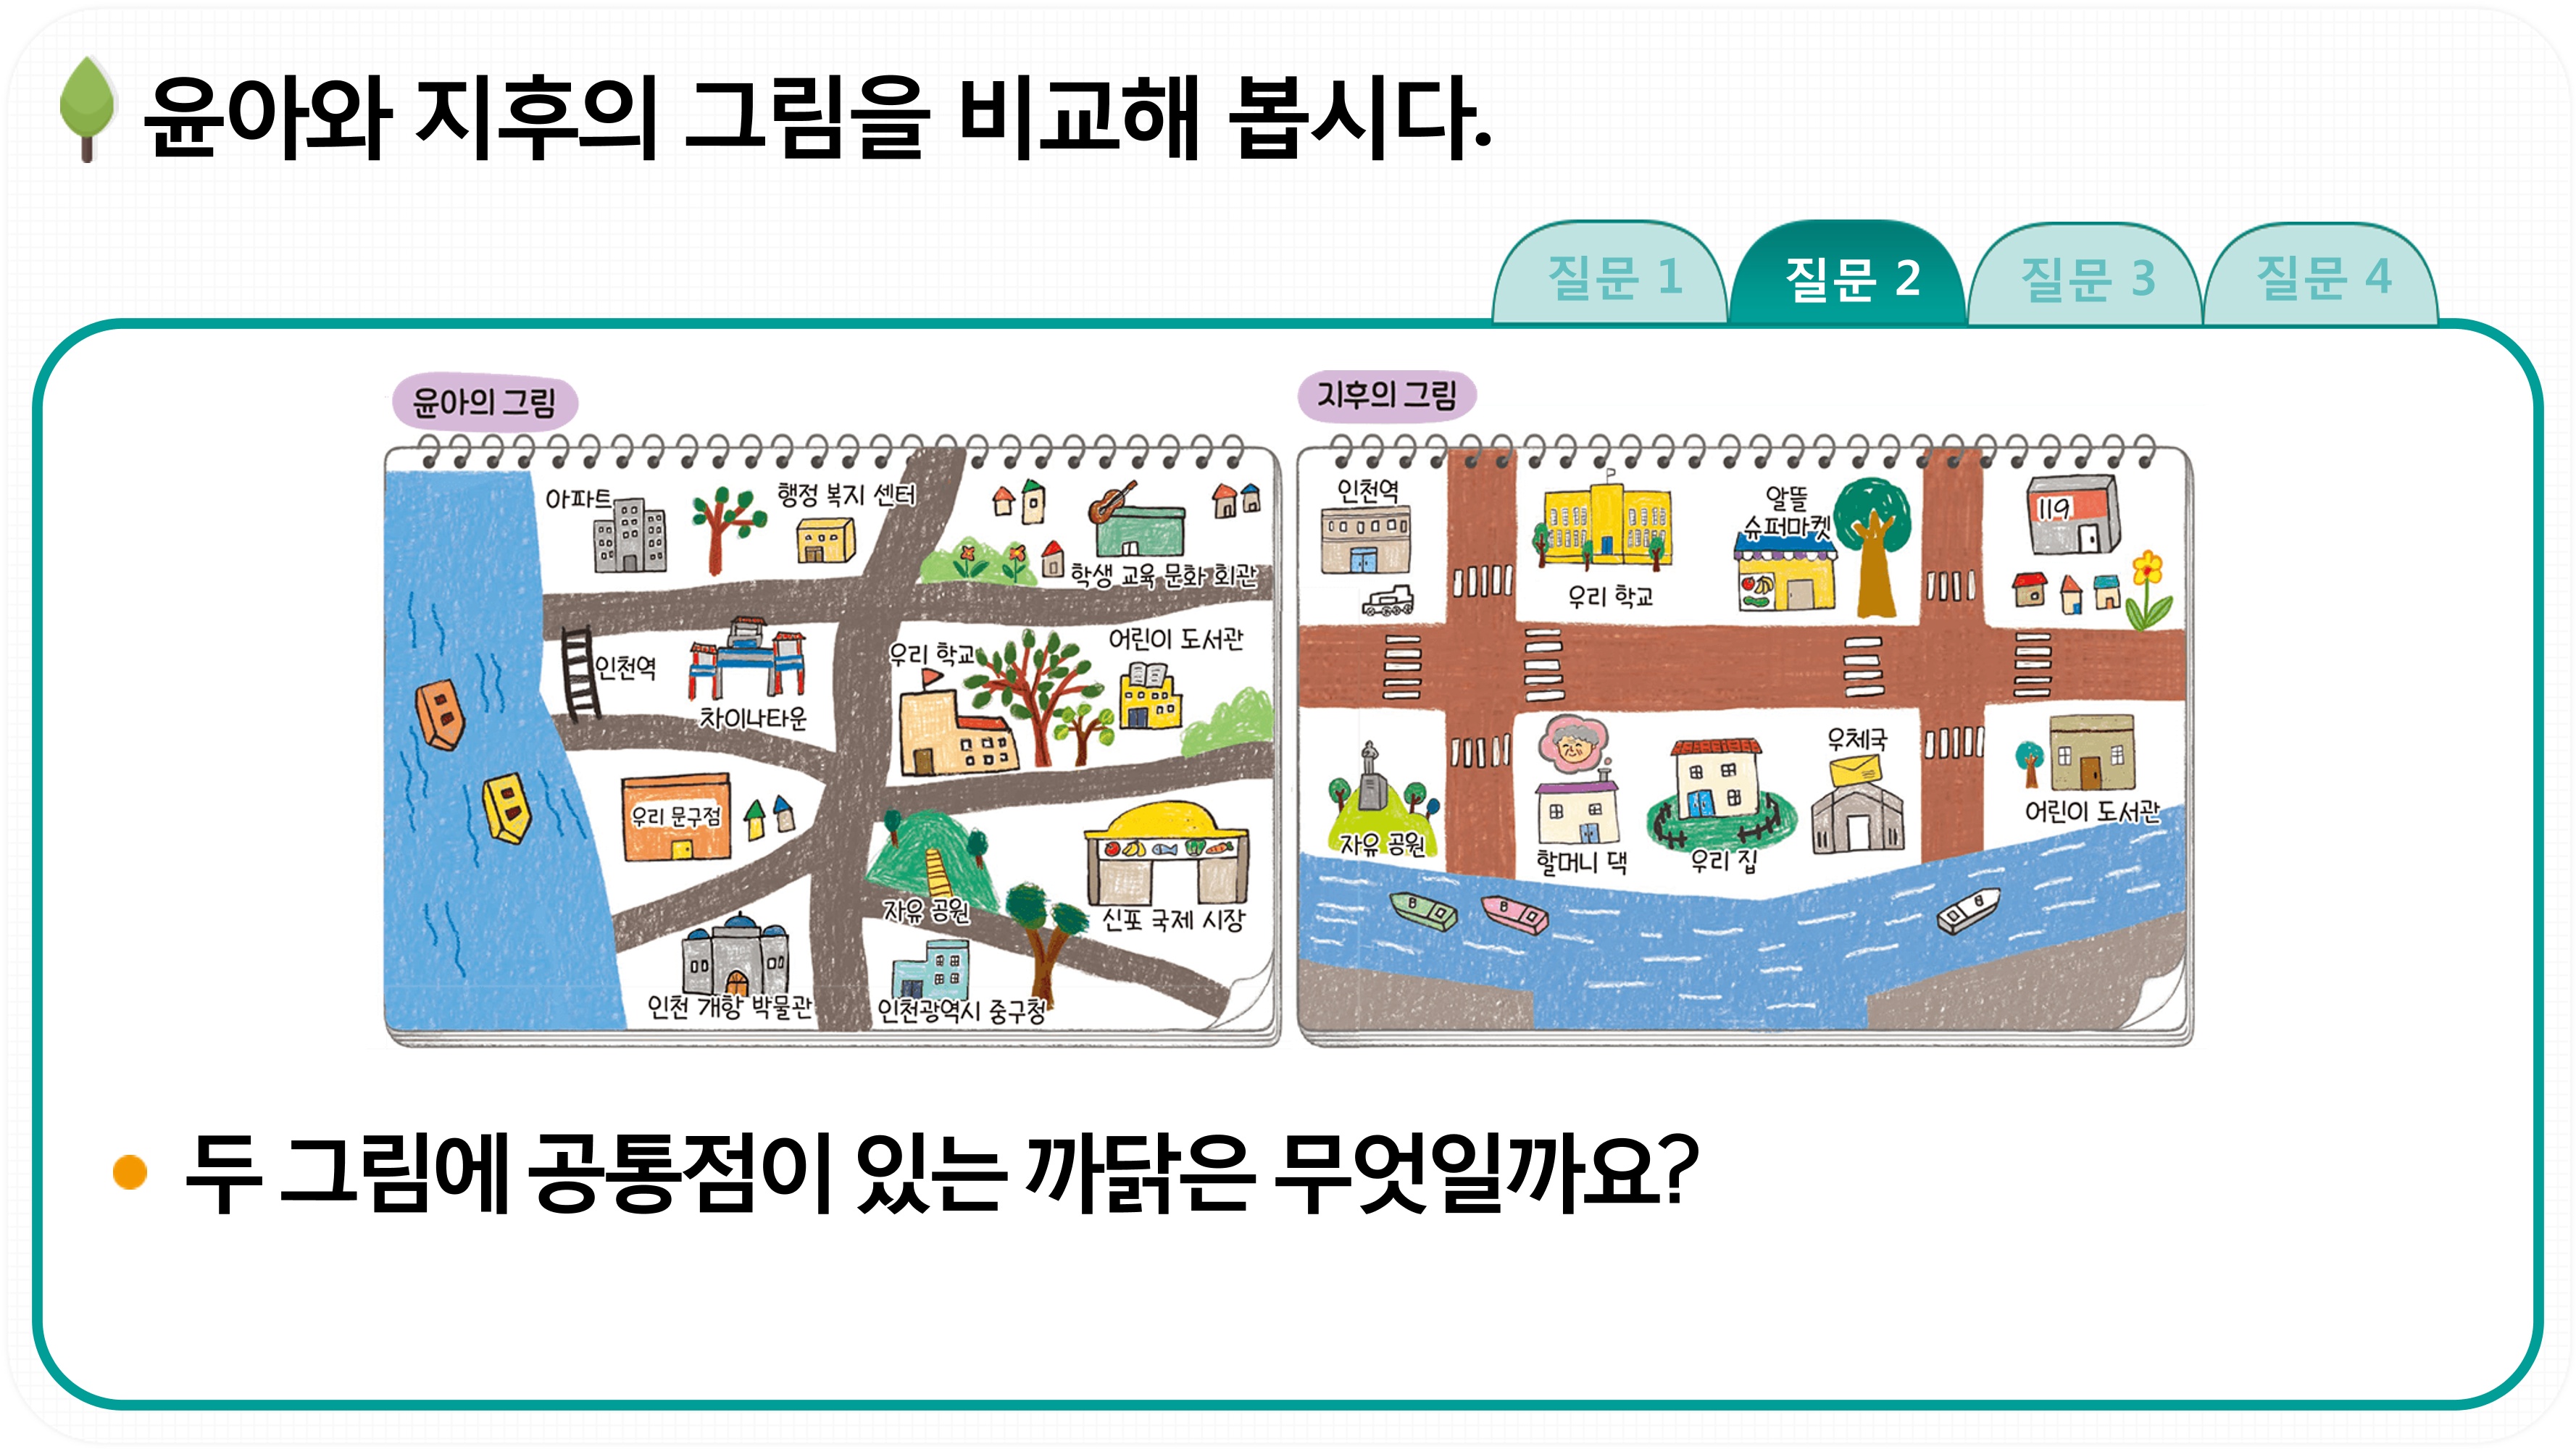 윤아와 지후의 그림을 비교해 봅시다.
질문 1
질문 2
질문 3
질문 4
윤아의 그림
아파트
행정 복지 센터
학생 교육 문화 회관
인천역
차이나타운
우리 학교
어린이 도서관
우리 문구점
자유 공원
신포 국제 시장
인천 개항 박물관
인천광역시 중구청
지후의 그림
인천역
우리 학교
알뜰
슈퍼마켓
119
자유 공원
할머니 댁
우리 집
우체국
어린이 도서관
두 그림에 공통점이 있는 까닭은 무엇일까요?